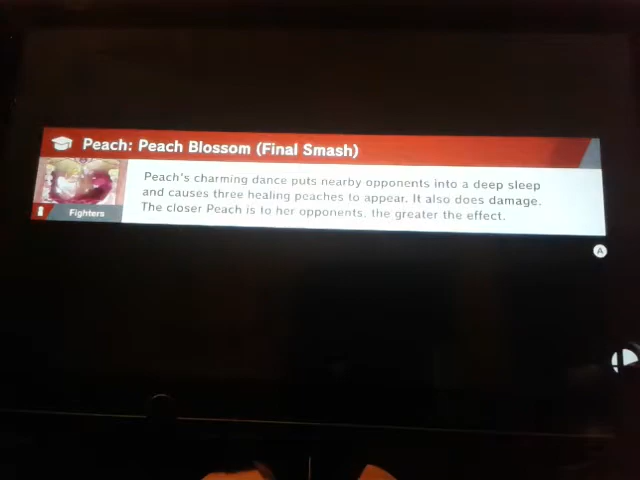 Peach: Peach Blossom (Final Smash)
Peach's charming dance puts nearby opponents into a deep sleep
and causes three healing peaches to appear. It also does damage.
The closer Peach is to her opponents, the greater the effect.
Fighters
A